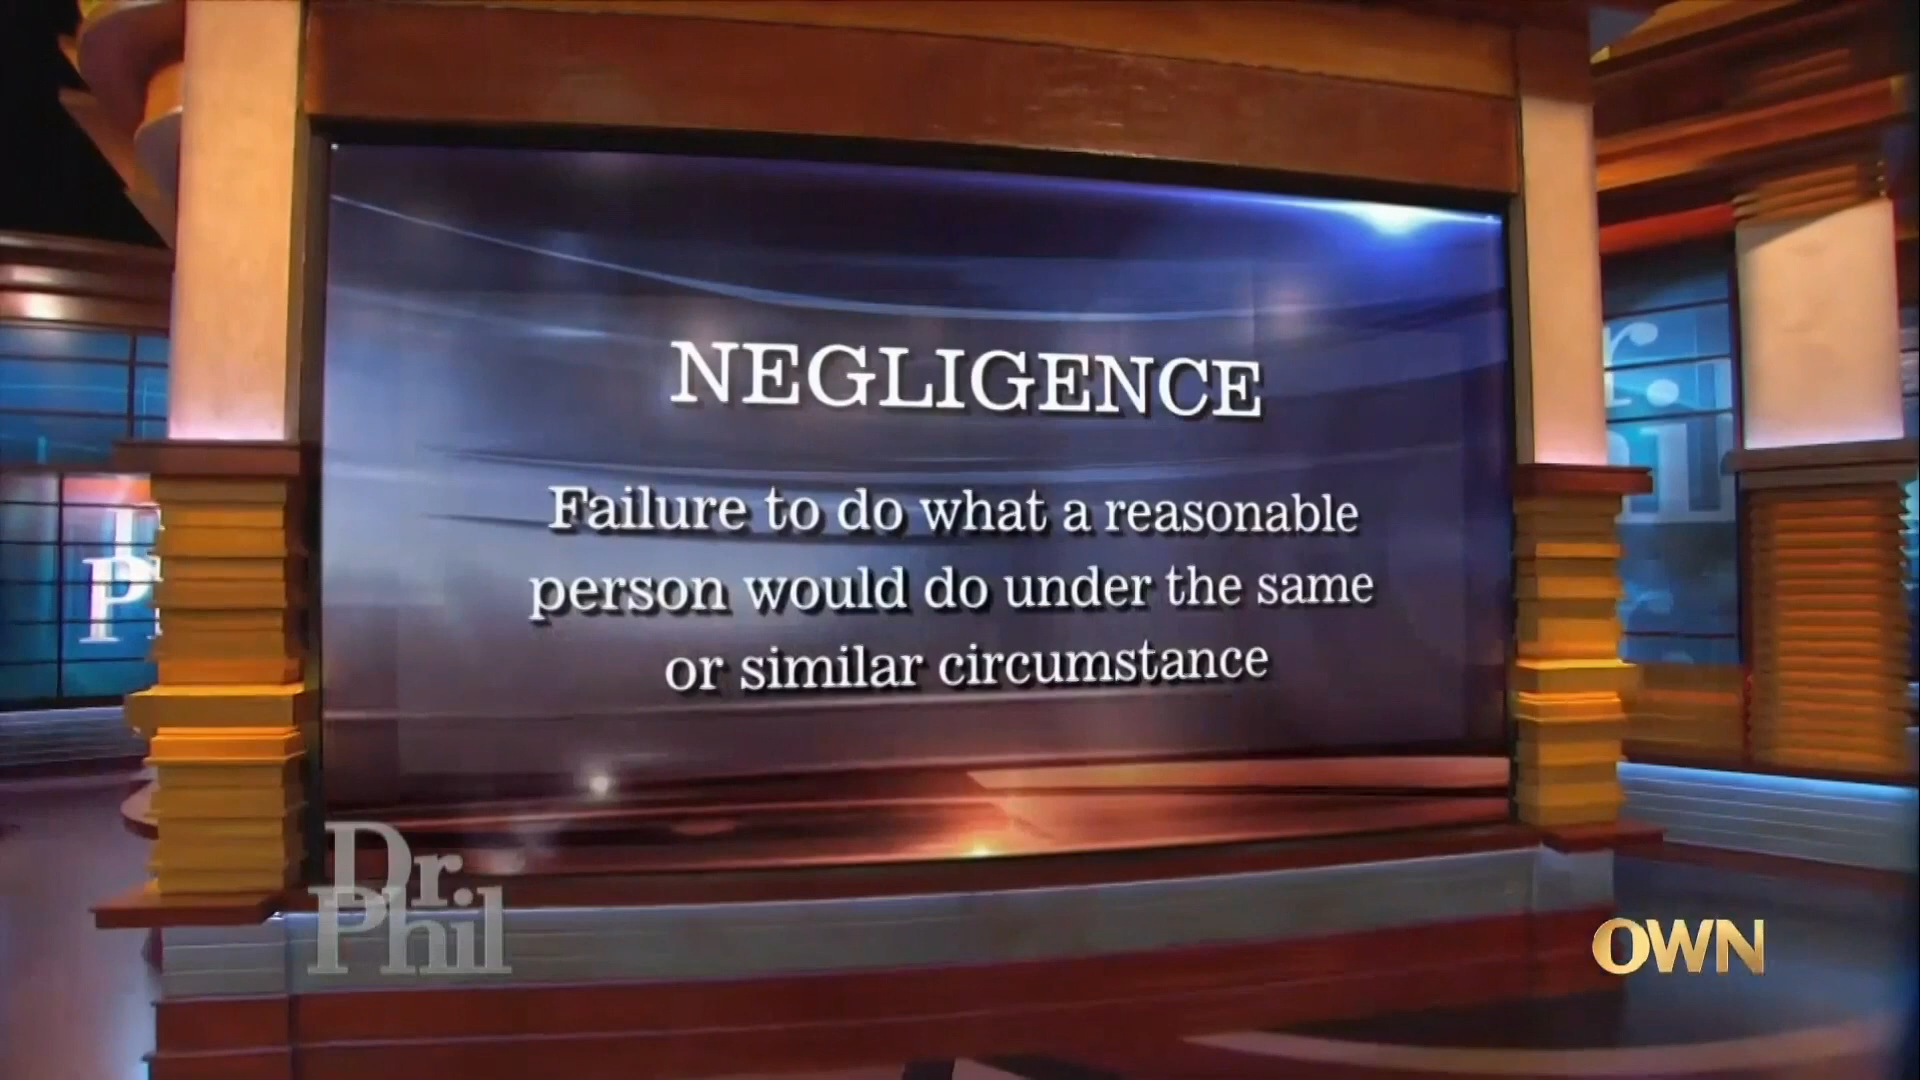 NEGLIGENCE
Failure to do what a reasonable
person would do under the same
or similar circumstance
Dr.
Phil
OWN